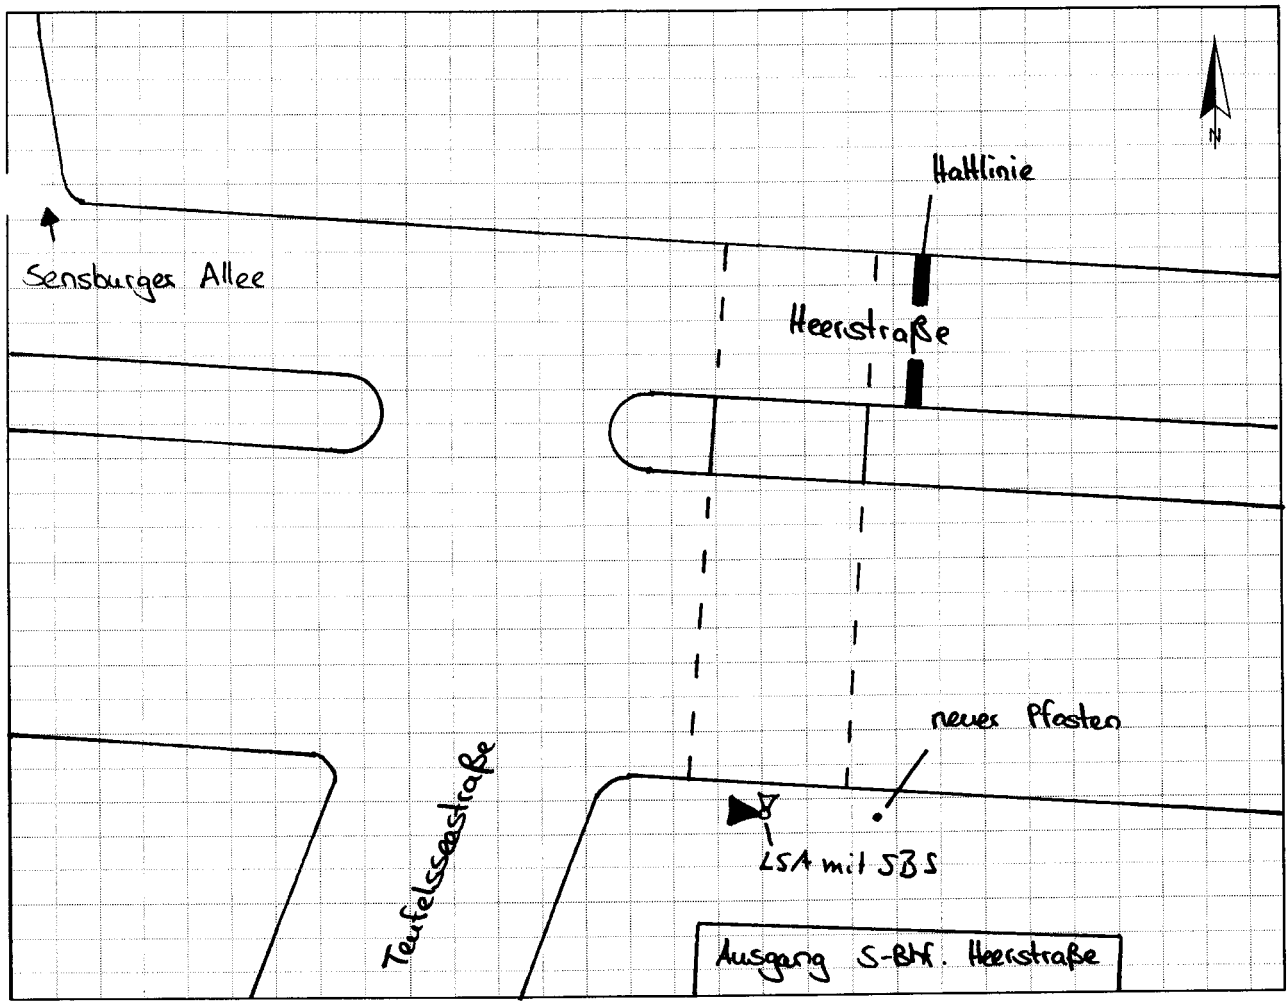 N
Haltlinie
Sensburger Allee
Heerstraße
neuer Pfosten
Teufelsseestraße
LSA mit SBS
Ausgang S-Bhf. Heerstraße